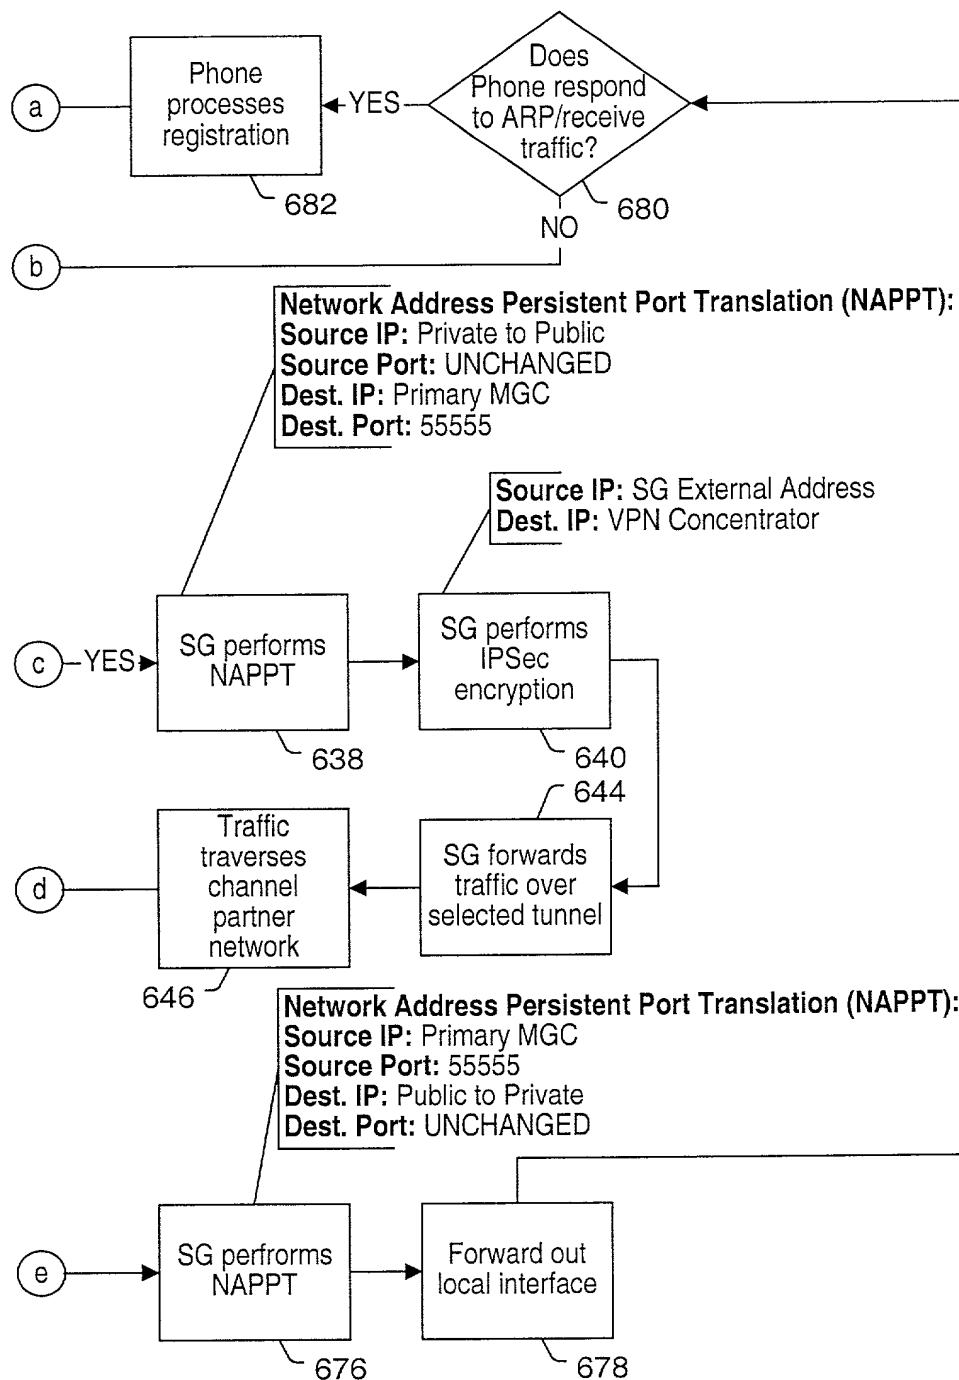 Does
Phone respond
to ARP/receive
traffic?
680
YES
Phone
processes
registration
682
a
NO
b
Network Address Persistent Port Translation (NAPPT):
Source IP: Private to Public
Source Port: UNCHANGED
Dest. IP: Primary MGC
Dest. Port: 55555
Source IP: SG External Address
Dest. IP: VPN Concentrator
c
YES
SG performs
NAPPT
638
SG performs
IPSec
encryption
640
644
SG forwards
traffic over
selected tunnel
Traffic
traverses
channel
partner
network
646
d
Network Address Persistent Port Translation (NAPPT):
Source IP: Primary MGC
Source Port: 55555
Dest. IP: Public to Private
Dest. Port: UNCHANGED
e
SG perfroms
NAPPT
676
Forward out
local interface
678